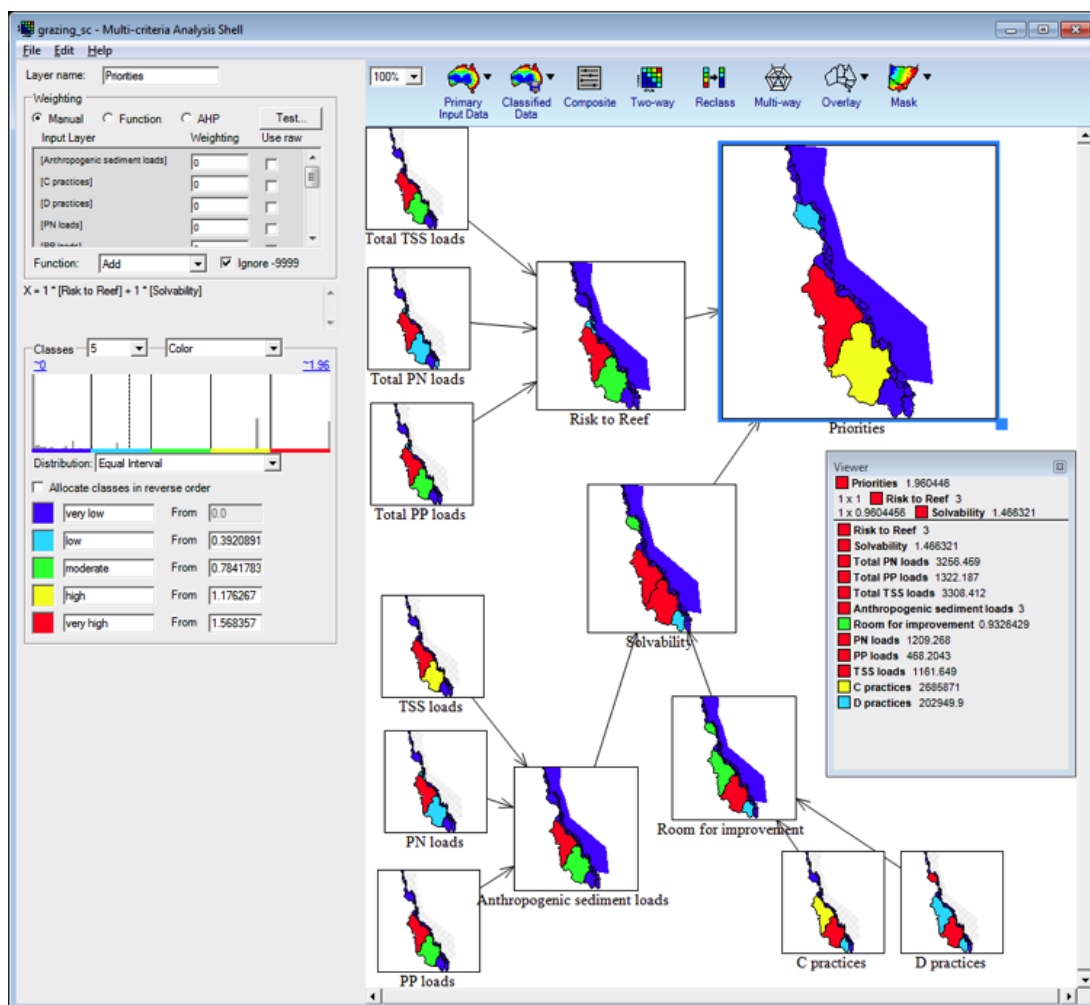 grazing_sc - Multi-criteria Analysis Shell
File Edit Help
Layer name: Priorities
Weighting
Manual Function AHP Test...
Input Layer Weighting Use raw
[Anthropogenic sediment loads] 0
[C practices] 0
[D practices] 0
[PN loads] 0
[PP loads]
Function: Add Ignore -9999
X = 1 * [Risk to Reef] + 1 * [Solvability]
Classes 5 Color
~0 ~1.96
Distribution: Equal Interval
Allocate classes in reverse order
very low From 0.0
low From 0.3920891
moderate From 0.7841783
high From 1.176267
very high From 1.568357
100%
Primary Input Data
Classified Data
Composite
Two-way
Reclass
Multi-way
Overlay
Mask
Total TSS loads
Total PN loads
Total PP loads
Risk to Reef
Priorities
Solvability
TSS loads
PN loads
PP loads
Anthropogenic sediment loads
Room for improvement
C practices
D practices
Viewer
Priorities 1.960446
1 x 1 Risk to Reef 3
1 x 0.9604466 Solvability 1.466321
Risk to Reef 3
Solvability 1.466321
Total PN loads 3266.469
Total PP loads 1322.187
Total TSS loads 3308.412
Anthropogenic sediment loads 3
Room for improvement 0.9326429
PN loads 1209.268
PP loads 468.2043
TSS loads 1161.649
C practices 2685871
D practices 202949.9